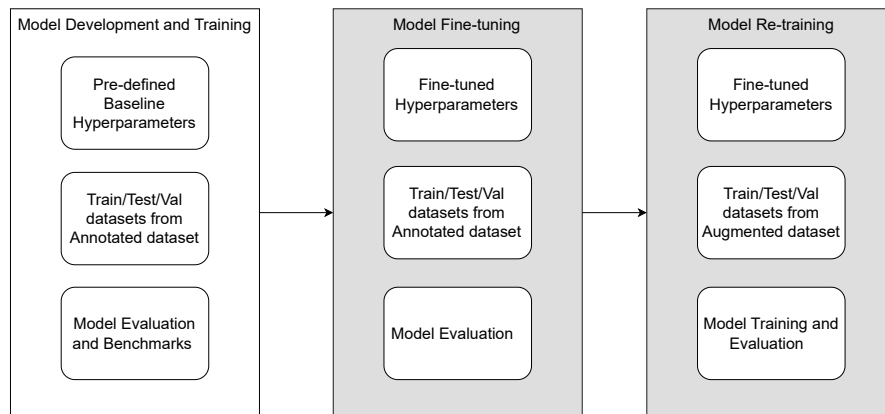 Model Development and Training
Pre-defined
Baseline
Hyperparameters
Train/Test/Val
datasets from
Annotated dataset
Model Evaluation
and Benchmarks
Model Fine-tuning
Fine-tuned
Hyperparameters
Train/Test/Val
datasets from
Annotated dataset
Model Evaluation
Model Re-training
Fine-tuned
Hyperparameters
Train/Test/Val
datasets from
Augmented dataset
Model Training and
Evaluation